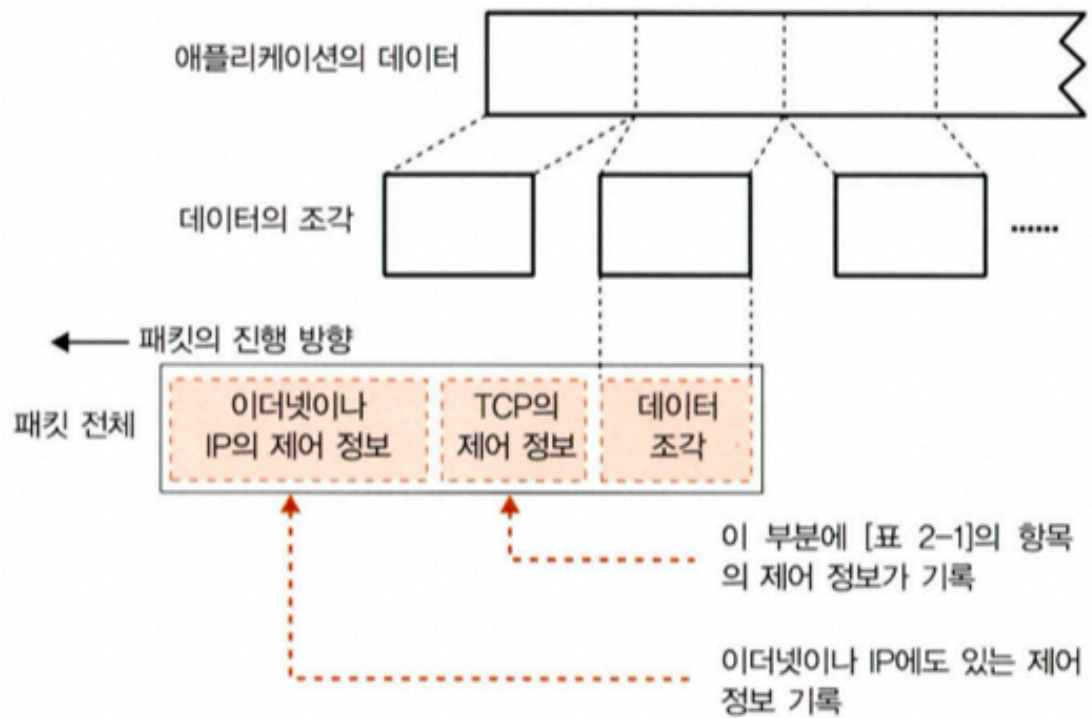 애플리케이션의 데이터
데이터의 조각
......
패킷의 진행 방향
패킷 전체
이더넷이나
IP의 제어 정보
TCP의
제어 정보
데이터
조각
이 부분에 [표 2-1]의 항목
의 제어 정보가 기록
이더넷이나 IP에도 있는 제어
정보 기록